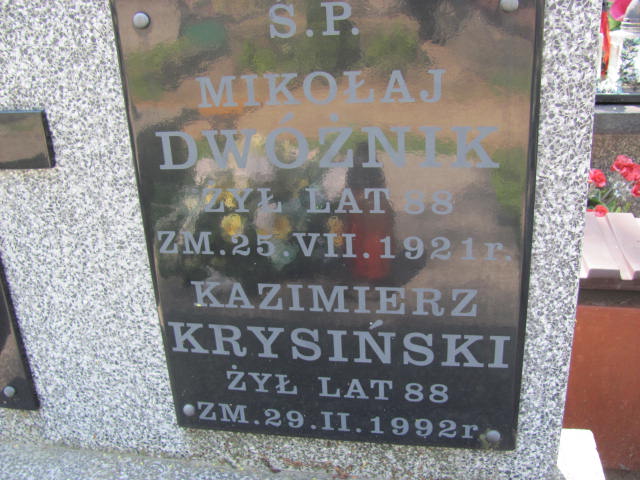 Ś.P.
MIKOŁAJ
DWÓŻNIK
ŻYŁ LAT 88
ZM.25.VII.1921r.
KAZIMIERZ
KRYSIŃSKI
ŻYŁ LAT 88
ZM.29.II.1992r.